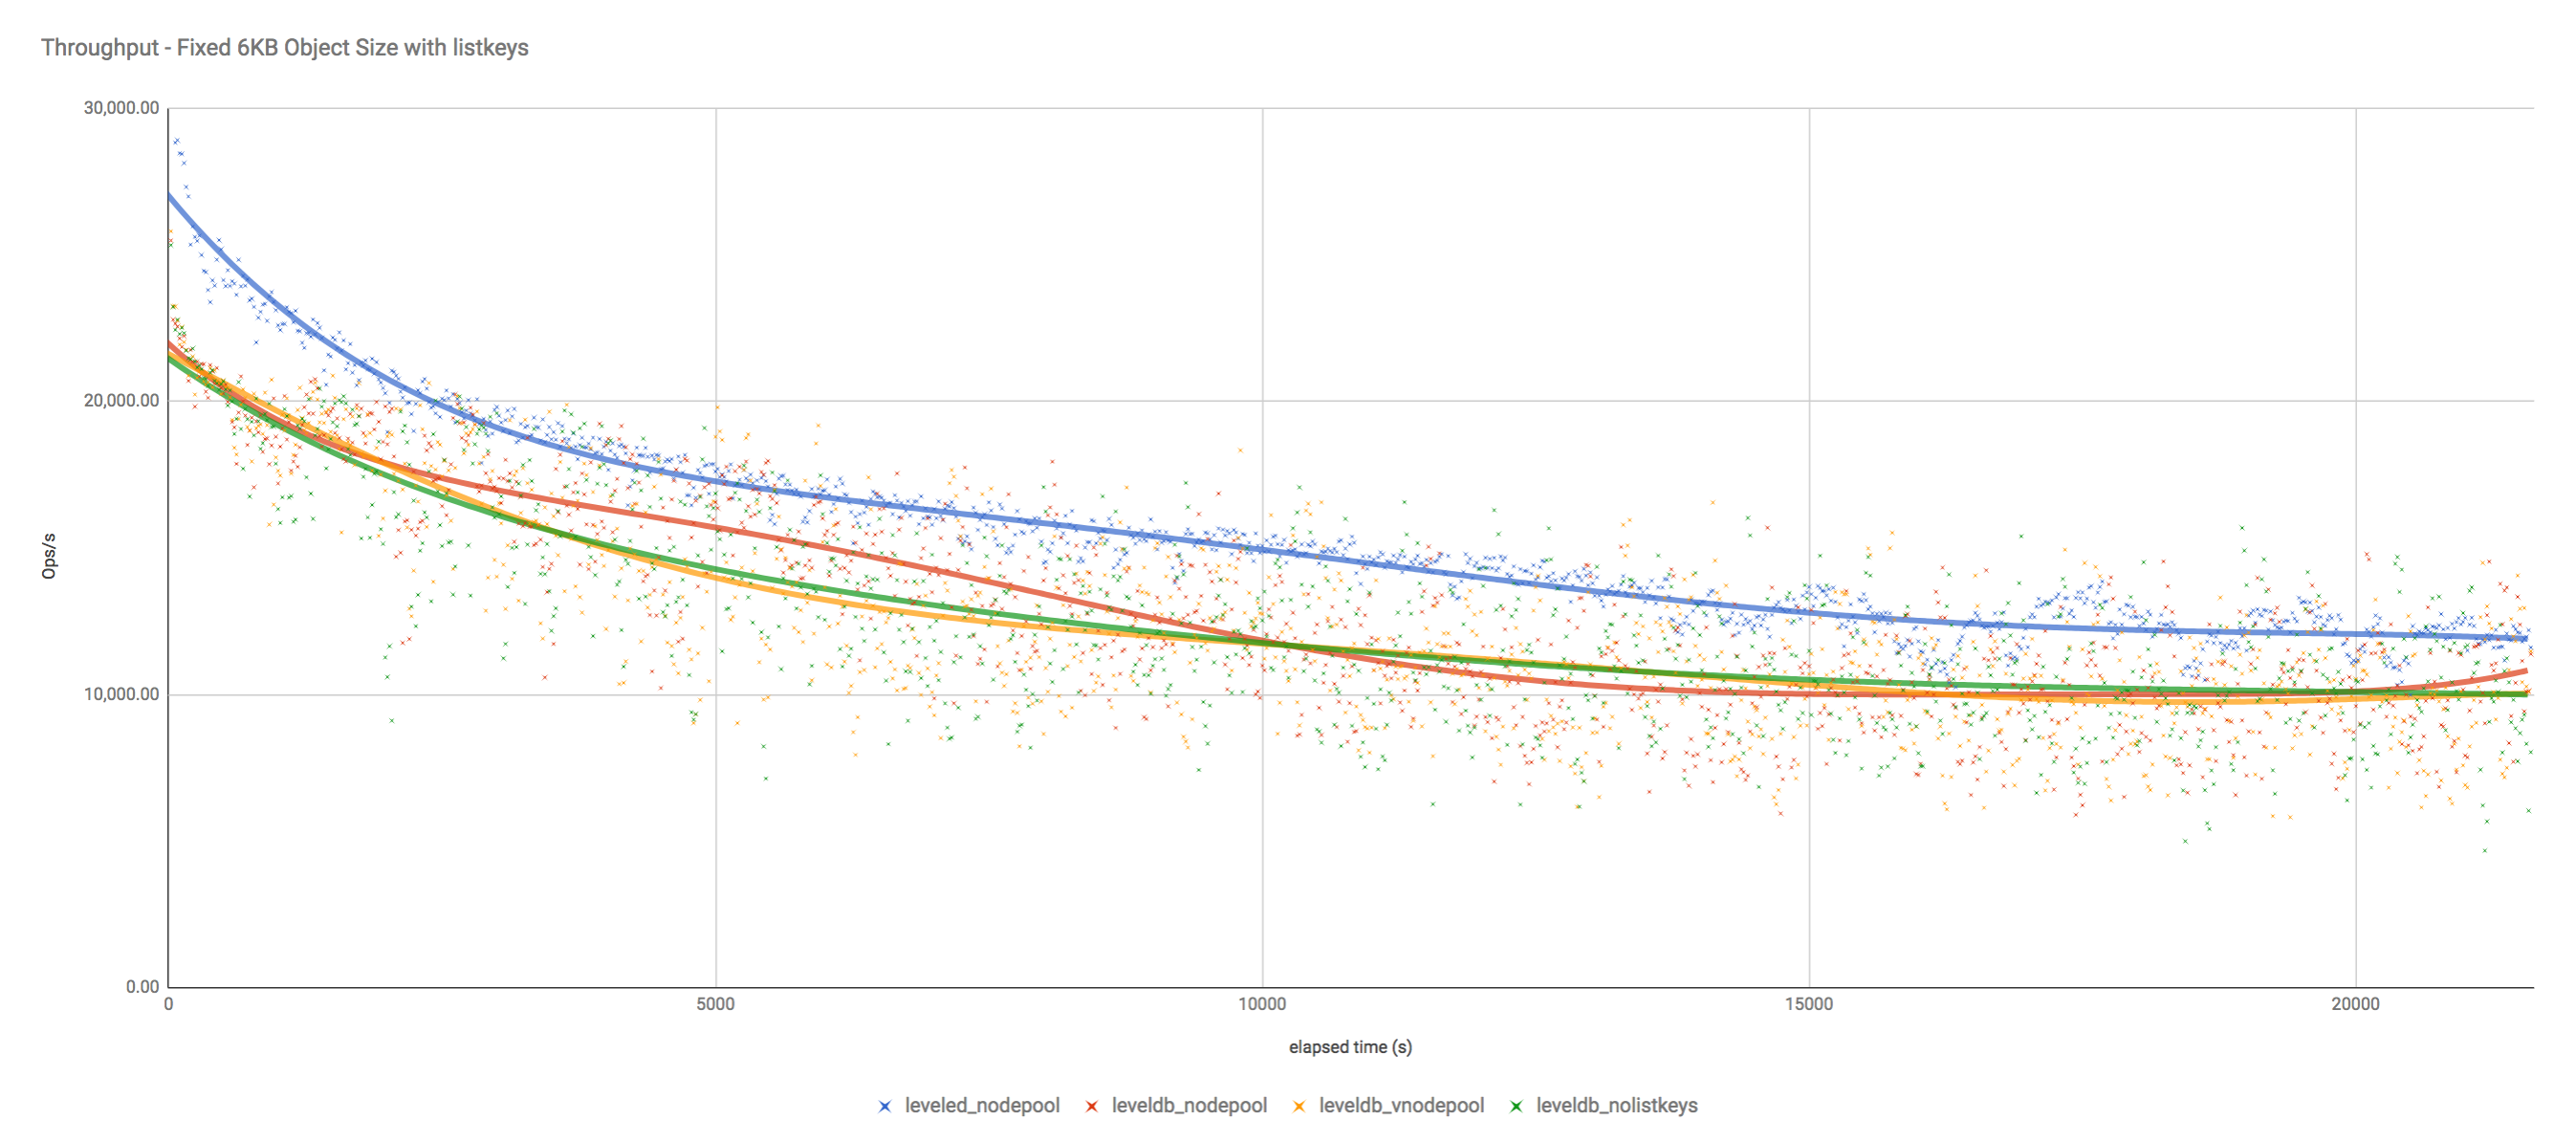 Throughput - Fixed 6KB Object Size with listkeys
30,000.00
20,000.00
10,000.00
0.00
Ops/s
0 5000 10000 15000 20000
elapsed time (s)
leveled_nodepool leveldb_nodepool leveldb_vnodepool leveldb_nolistkeys